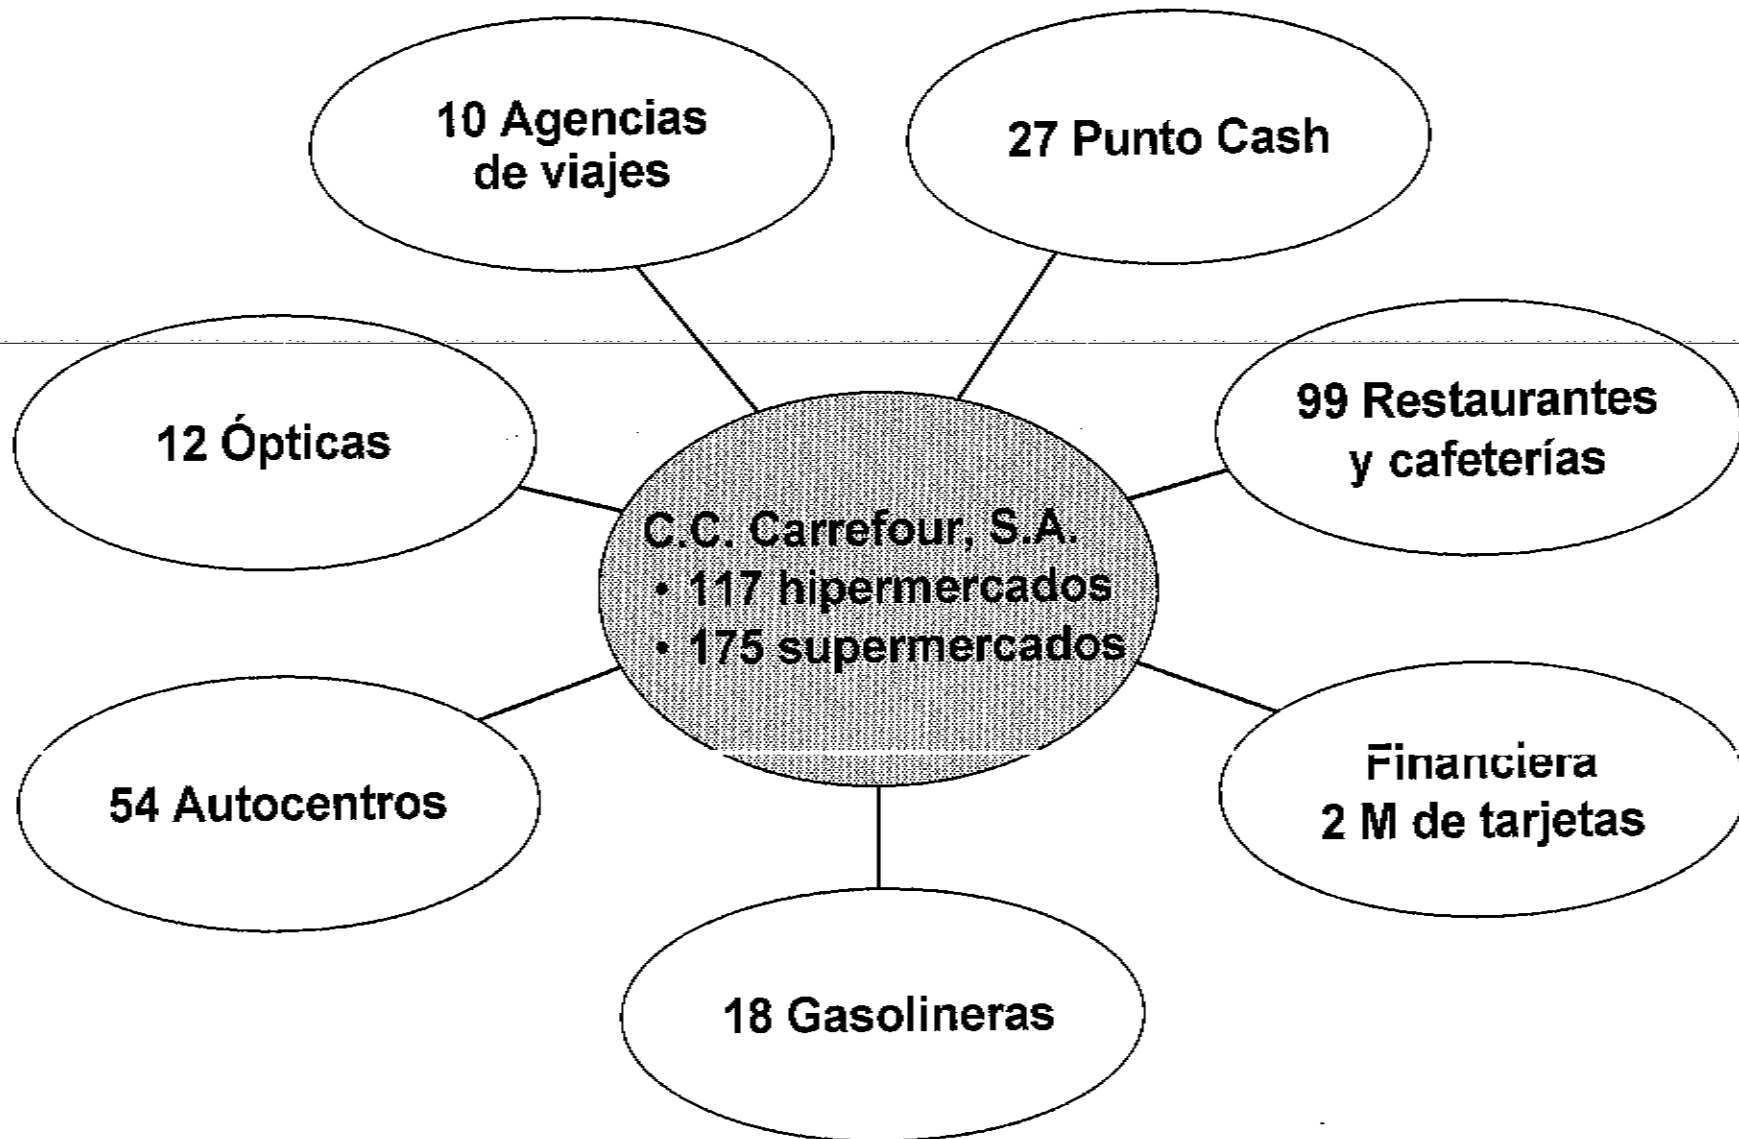 10 Agencias
de viajes
27 Punto Cash
12 Ópticas
99 Restaurantes
y cafeterías
C.C. Carrefour, S.A.
• 117 hipermercados
• 175 supermercados
54 Autocentros
Financiera
2 M de tarjetas
18 Gasolineras